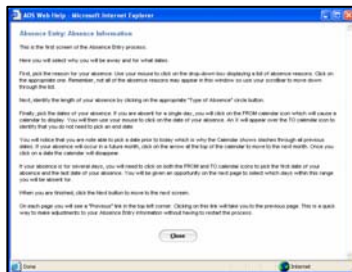 AOS Web Help - Microsoft Internet Explorer
Absence Entry: Absence Information
This is the first screen of the Absence Entry process.
Here you will select why you will be away and for what dates.
First, pick the reason for your absence. Use your mouse to click on the drop-down box displaying a list of absence reasons. Click on
the appropriate one. Remember, not all of the absence reasons may appear in this window so use your scrollbar to move down
through the list.
Next, identify the length of your absence by clicking on the appropriate "Type of Absence" circle button.
Finally, pick the dates of your absence. If you are absent for a single day, you will click on the FROM calendar icon which will cause a
calendar to display. You will then use your mouse to click on the date of your absence. An X will appear over the TO calendar icon to
identify that you do not need to pick an end date.
You will notice that you are note able to pick a date prior to today which is why the Calendar shows slashes through all previous
dates. If your absence will occur in a future month, click on the arrow at the top of the calendar to move to the next month. Once you
click on a date the calendar will disappear.
If your absence is for several days, you will need to click on both the FROM and TO calendar icons to pick the first date of your
absence and the last date of your absence. You will be given an opportunity on the next page to select which days within this range
you will be absent for.
When you are finished, click the Next button to move to the next screen.
On each page you will see a "Previous" link in the top left corner. Clicking on this link will take you to the previous page. This is a quick
way to make adjustments to your Absence Entry information without having to restart the process.
Close
Done
Internet